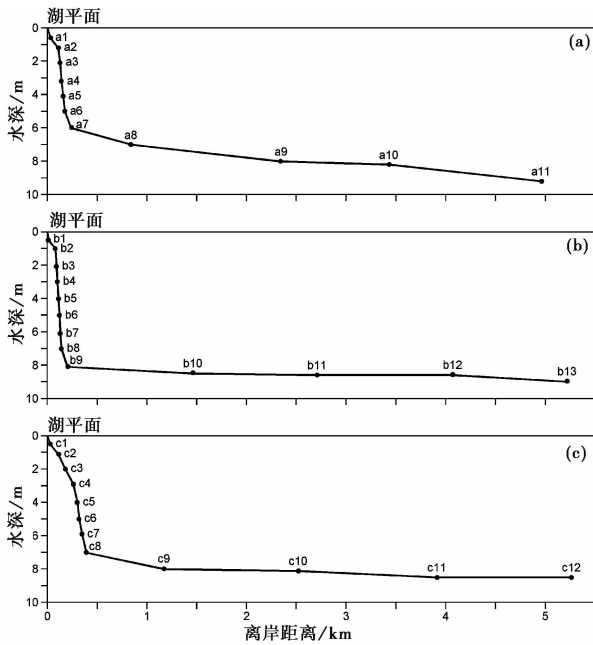 湖平面
(a)
0
2
4
6
8
10
水深/m
a1
a2
a3
a4
a5
a6
a7
a8
a9
a10
a11
湖平面
(b)
0
2
4
6
8
10
水深/m
b1
b2
b3
b4
b5
b6
b7
b8
b9
b10
b11
b12
b13
湖平面
(c)
0
2
4
6
8
10
水深/m
c1
c2
c3
c4
c5
c6
c7
c8
c9
c10
c11
c12
0 1 2 3 4 5
离岸距离/km